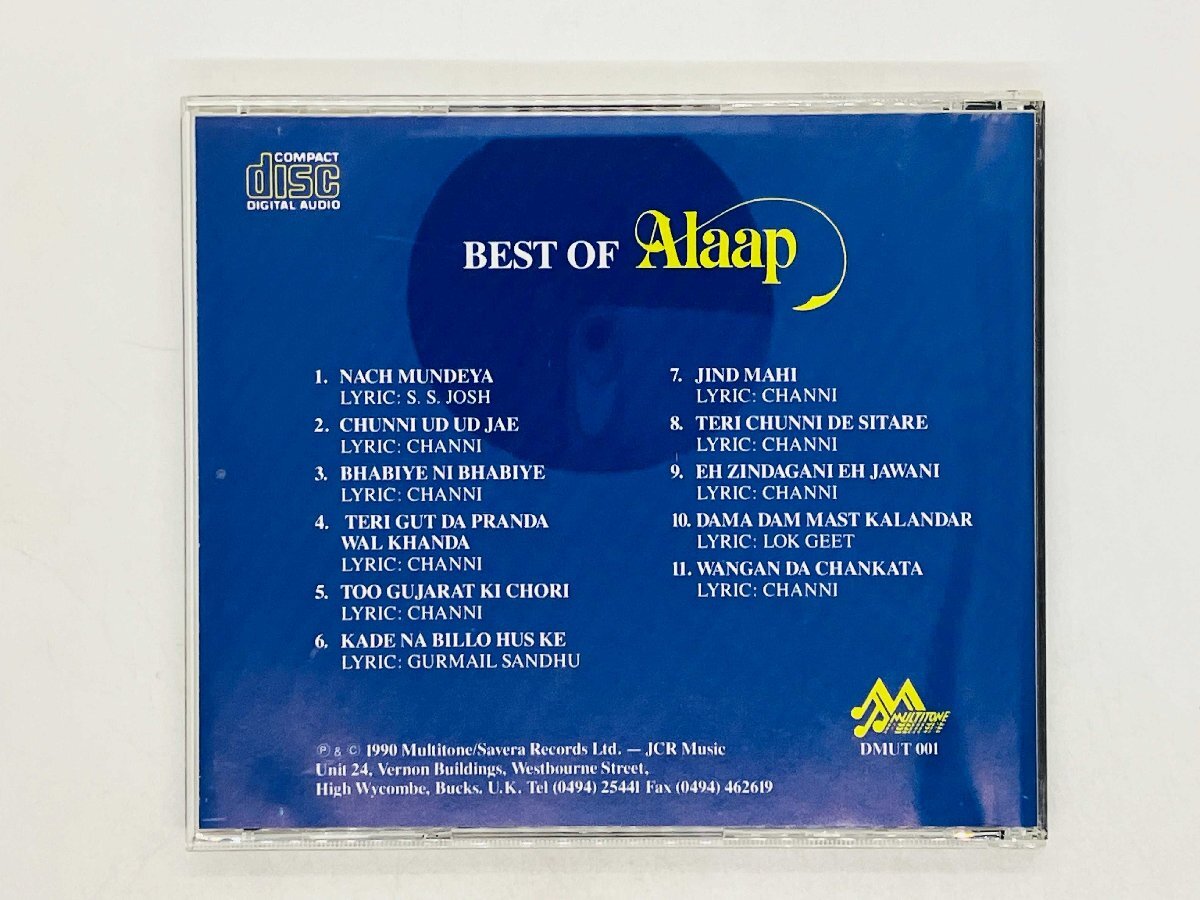 COMPACT
disc
DIGITAL AUDIO
BEST OF Alaap
1. NACH MUNDEYA
LYRIC: S. S. JOSH
2. CHUNNI UD UD JAE
LYRIC: CHANNI
3. BHABIYE NI BHABIYE
LYRIC: CHANNI
4. TERI GUT DA PRANDA
WAL KHANDA
LYRIC: CHANNI
5. TOO GUJARAT KI CHORI
LYRIC: CHANNI
6. KADE NA BILLO HUS KE
LYRIC: GURMAIL SANDHU
7. JIND MAHI
LYRIC: CHANNI
8. TERI CHUNNI DE SITARE
LYRIC: CHANNI
9. EH ZINDAGANI EH JAWANI
LYRIC: CHANNI
10. DAMA DAM MAST KALANDAR
LYRIC: LOK GEET
11. WANGAN DA CHANKATA
LYRIC: CHANNI
MULTITONE
DMUT 001
Ⓟ & © 1990 Multitone/Savera Records Ltd. — JCR Music
Unit 24, Vernon Buildings, Westbourne Street,
High Wycombe, Bucks. U.K. Tel (0494) 25441 Fax (0494) 462619